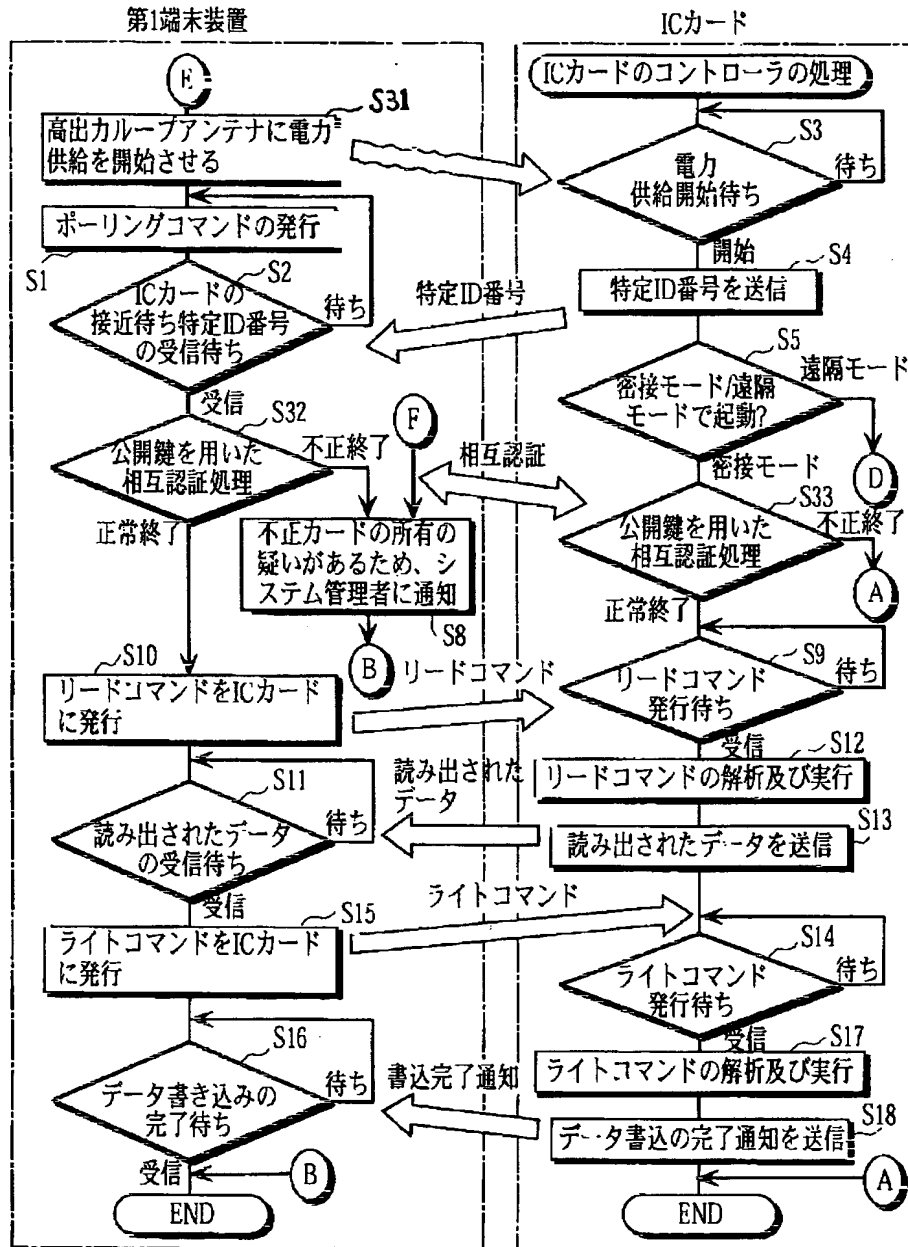 第1端末装置
E
S31
高出力ループアンテナに電力
供給を開始させる
ポーリングコマンドの発行
S1
S2
ICカードの
接近待ち特定ID番号
の受信待ち
待ち
受信
S32
公開鍵を用いた
相互認証処理
不正終了
正常終了
F
不正カードの所有の
疑いがあるため、シ
ステム管理者に通知
S8
B
S10
リードコマンドをICカード
に発行
S11
読み出されたデータ
の受信待ち
待ち
受信
S15
ライトコマンドをICカード
に発行
S16
データ書き込みの
完了待ち
待ち
受信
B
END
特定ID番号
相互認証
リードコマンド
読み出された
データ
ライトコマンド
書込完了通知
ICカード
ICカードのコントローラの処理
S3
電力
供給開始待ち
待ち
開始
S4
特定ID番号を送信
S5
密接モード/遠隔
モードで起動?
遠隔モード
D
密接モード
S33
公開鍵を用いた
相互認証処理
不正終了
A
正常終了
S9
リードコマンド
発行待ち
待ち
受信
S12
リードコマンドの解析及び実行
S13
読み出されたデータを送信
S14
ライトコマンド
発行待ち
待ち
受信
S17
ライトコマンドの解析及び実行
S18
データ書込の完了通知を送信
A
END